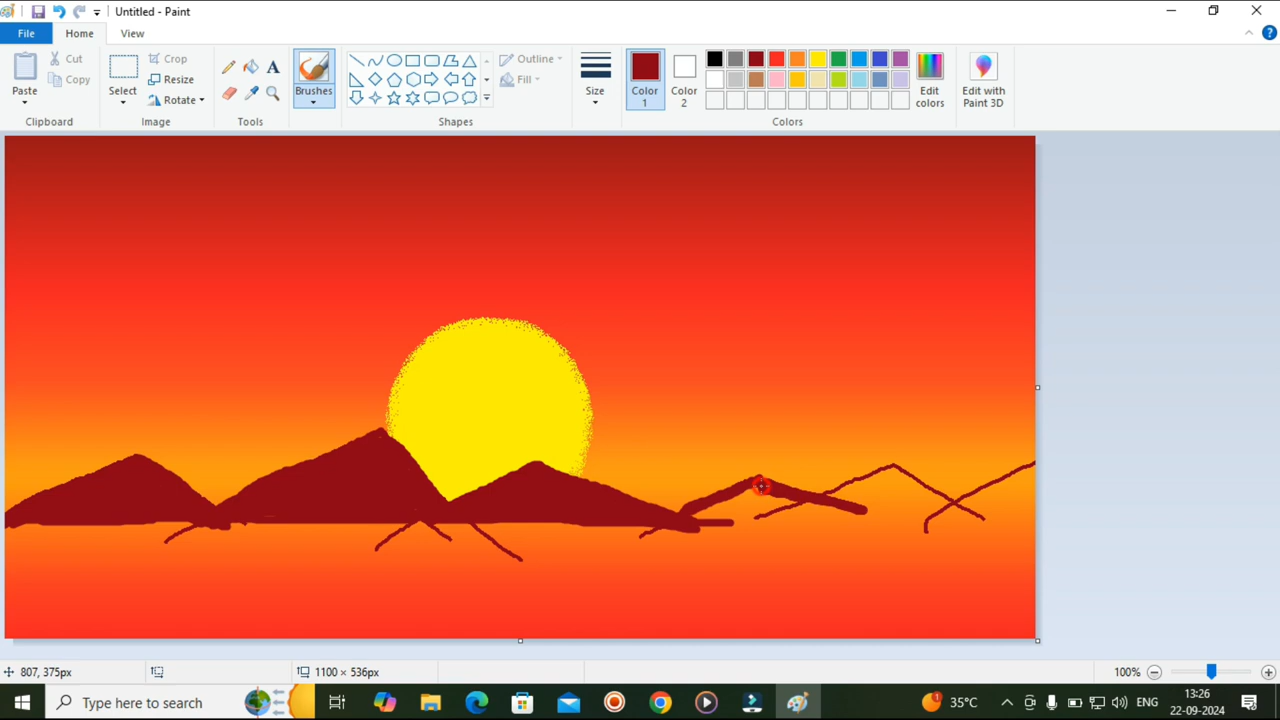 Untitled - Paint
File
Home
View
Paste
Cut
Copy
Clipboard
Select
Crop
Resize
Rotate
Image
A
Tools
Brushes
Outline
Fill
Shapes
Size
Color
1
Color
2
Edit
colors
Colors
Edit with
Paint 3D
807, 375px
1100 × 536px
100%
Type here to search
1
35°C
ENG
13:26
22-09-2024